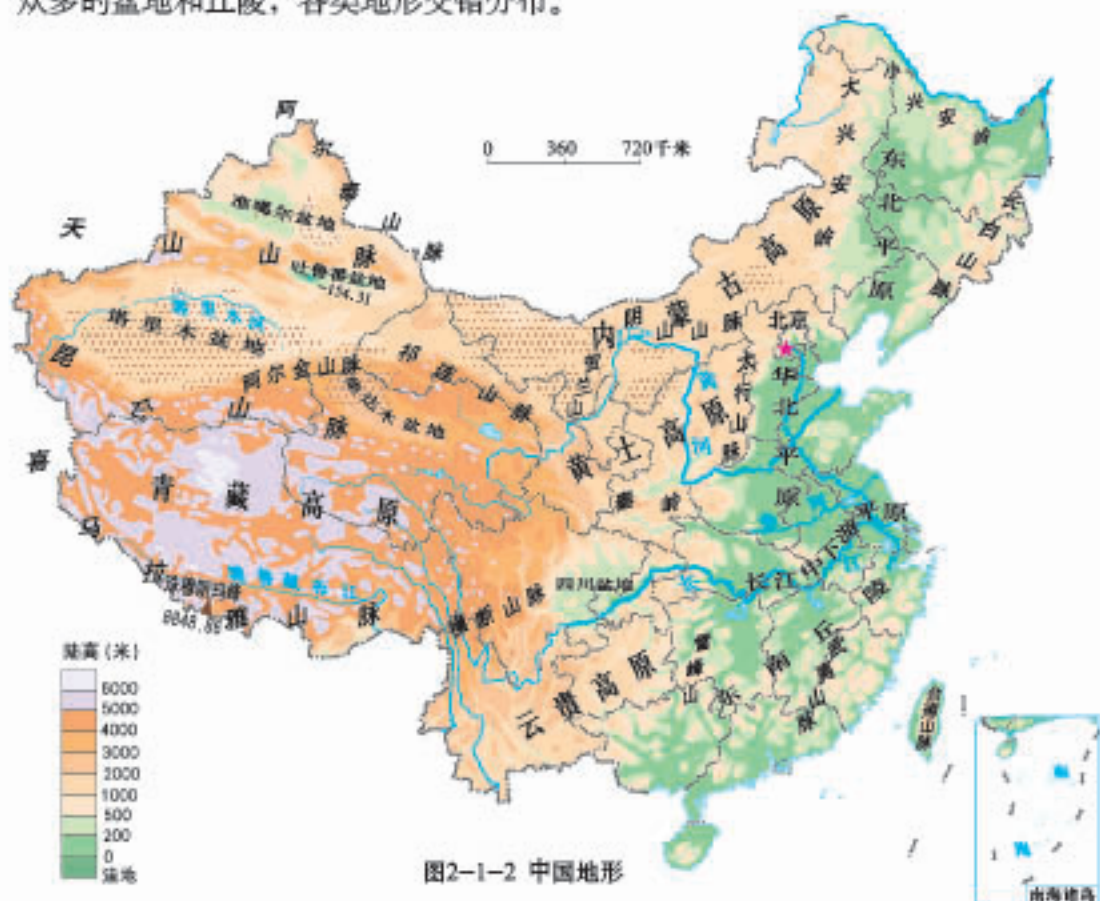 众多的盆地和丘陵，各类地形交错分布。
阿尔泰山脉
0 360 720千米
天山山脉
准噶尔盆地
吐鲁番盆地
-154.31
塔里木河
塔里木盆地
昆仑山脉
阿尔金山脉
祁连山脉
柴达木盆地
青藏高原
喜马拉雅山脉
珠穆朗玛峰
雅鲁藏布江
横断山脉
大兴安岭
小兴安岭
东北平原
长白山脉
内蒙古高原
阴山山脉
贺兰山
北京
太行山脉
华北平原
黄河
黄土高原
秦岭
四川盆地
长江
长江中下游平原
云贵高原
雪峰山
东南丘陵
武夷山脉
台湾山脉
陆高(米)
6000
5000
4000
3000
2000
1000
500
200
0
洼地
图2-1-2 中国地形
南海诸岛